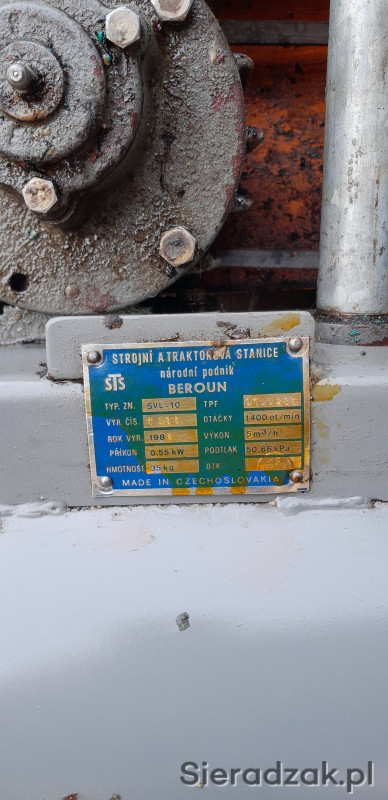 STROJNÍ A TRAKTOROVÁ STANICE
národní podnik
STS BEROUN
TYP. ZN. SVL-10 TPF
VÝR. ČÍS. OTÁČKY 1400 ot/min
ROK VÝR. 198 VÝKON 5 m³/h
PŘÍKON 0,55 kW PODTLAK 50,66 kPa
HMOTNOST 35 kg OTK
MADE IN CZECHOSLOVAKIA
Sieradzak.pl